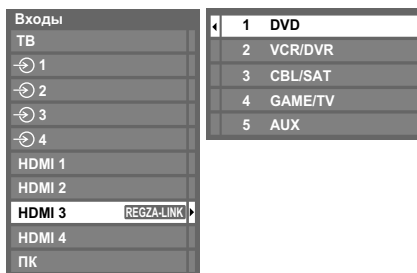 Входы
ТВ
1
2
3
4
HDMI 1
HDMI 2
HDMI 3 REGZA-LINK
HDMI 4
ПК
1 DVD
2 VCR/DVR
3 CBL/SAT
4 GAME/TV
5 AUX